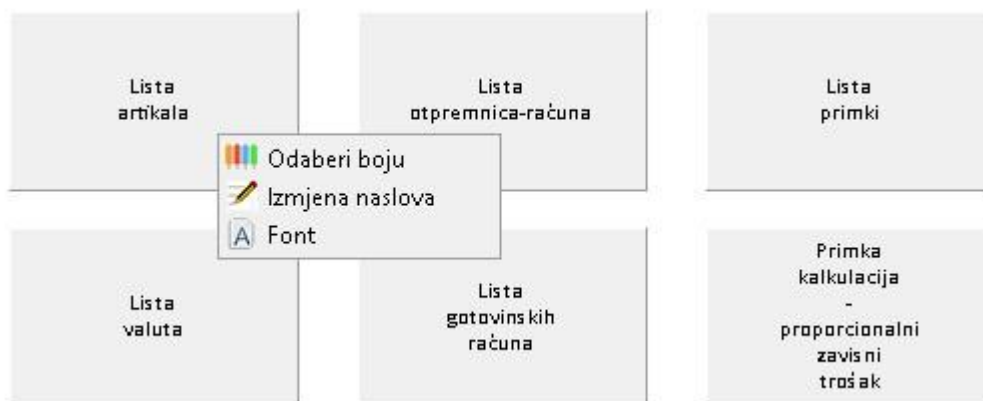 Lista
artikala
Lista
otpremnica-računa
Lista
primki
Odaberi boju
Izmjena naslova
Font
Lista
valuta
Lista
gotovinskih
računa
Primka
kalkulacija
-
proporcionalni
zavisni
trošak